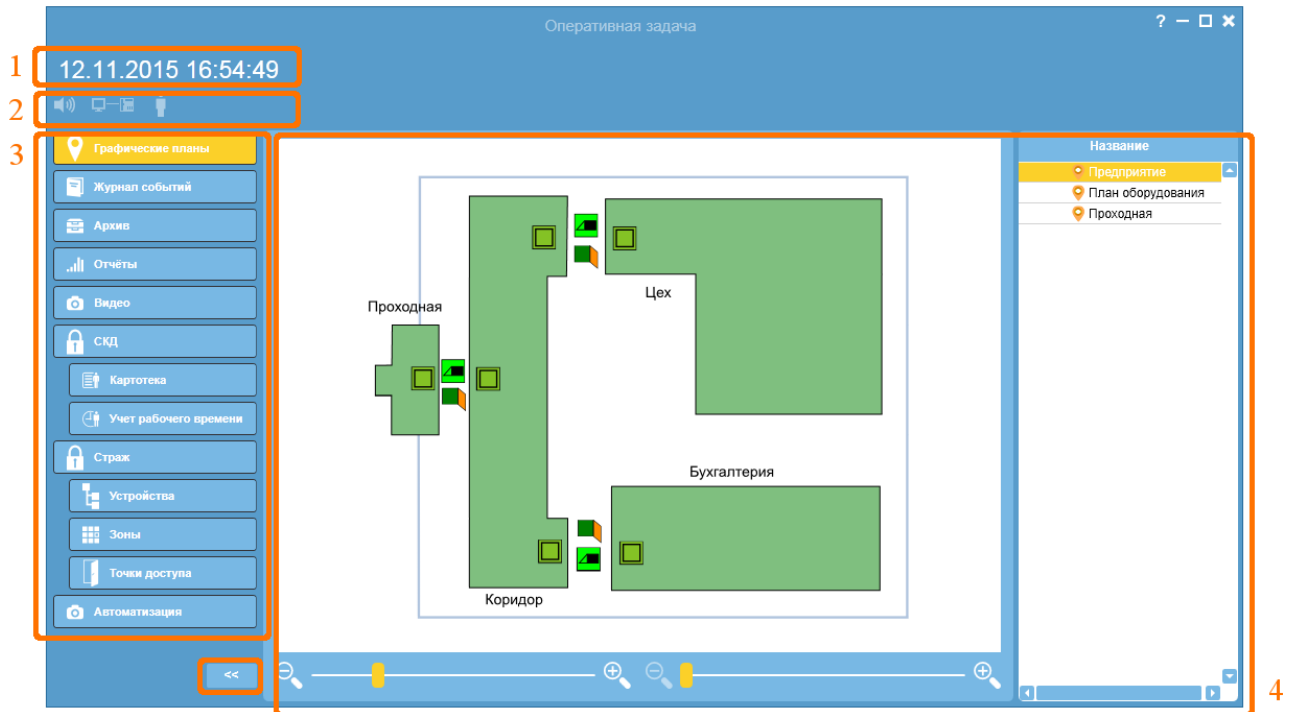 Оперативная задача
?
1
12.11.2015 16:54:49
2
3
Графические планы
Журнал событий
Архив
Отчёты
Видео
СКД
Картотека
Учет рабочего времени
Страж
Устройства
Зоны
Точки доступа
Автоматизация
<<
Проходная
Цех
Бухгалтерия
Коридор
Название
Предприятие
План оборудования
Проходная
4